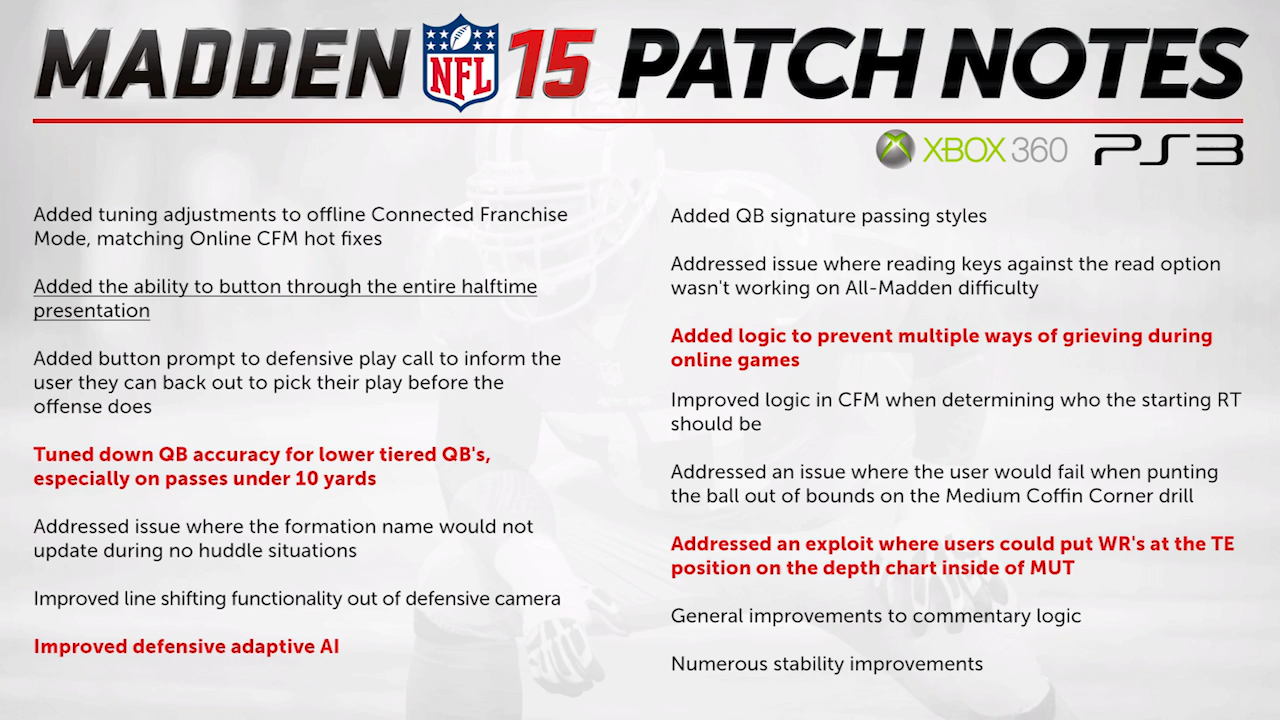 MADDEN NFL 15 PATCH NOTES
XBOX 360 PS3
Added tuning adjustments to offline Connected Franchise
Mode, matching Online CFM hot fixes
Added the ability to button through the entire halftime
presentation
Added button prompt to defensive play call to inform the
user they can back out to pick their play before the
offense does
Tuned down QB accuracy for lower tiered QB's,
especially on passes under 10 yards
Addressed issue where the formation name would not
update during no huddle situations
Improved line shifting functionality out of defensive camera
Improved defensive adaptive AI
Added QB signature passing styles
Addressed issue where reading keys against the read option
wasn't working on All-Madden difficulty
Added logic to prevent multiple ways of grieving during
online games
Improved logic in CFM when determining who the starting RT
should be
Addressed an issue where the user would fail when punting
the ball out of bounds on the Medium Coffin Corner drill
Addressed an exploit where users could put WR's at the TE
position on the depth chart inside of MUT
General improvements to commentary logic
Numerous stability improvements